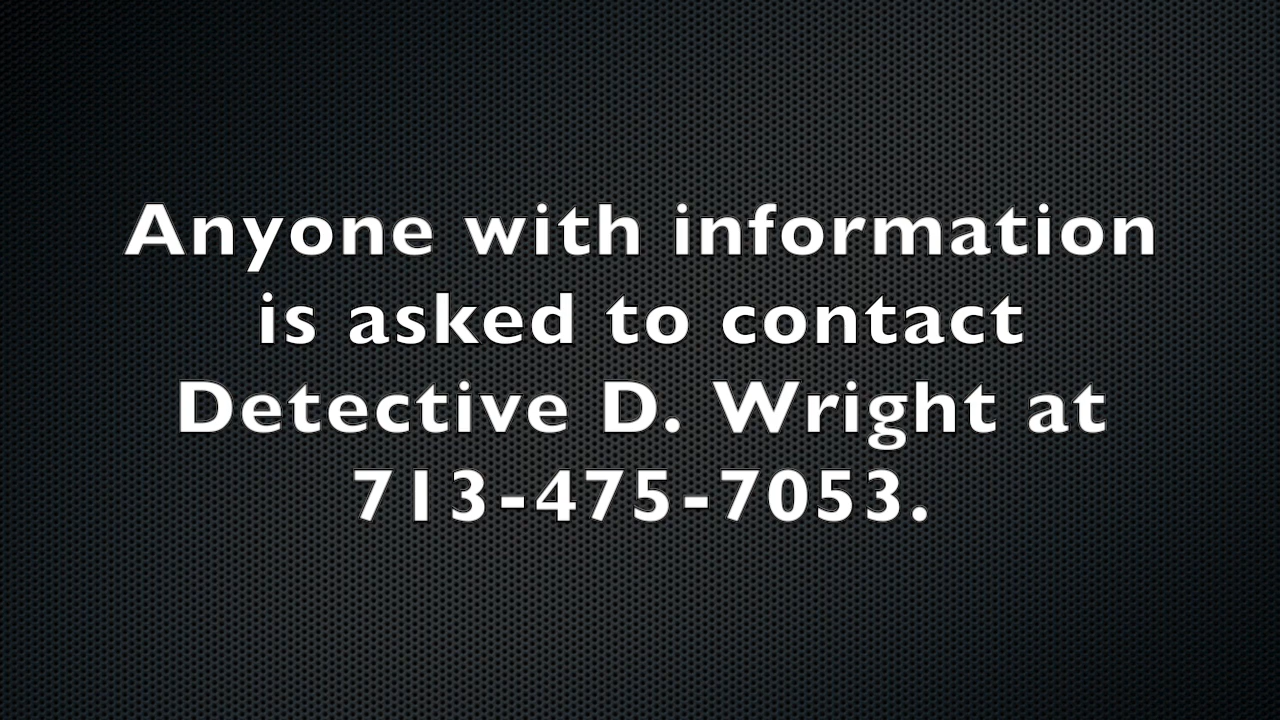 Anyone with information
is asked to contact
Detective D. Wright at
713-475-7053.